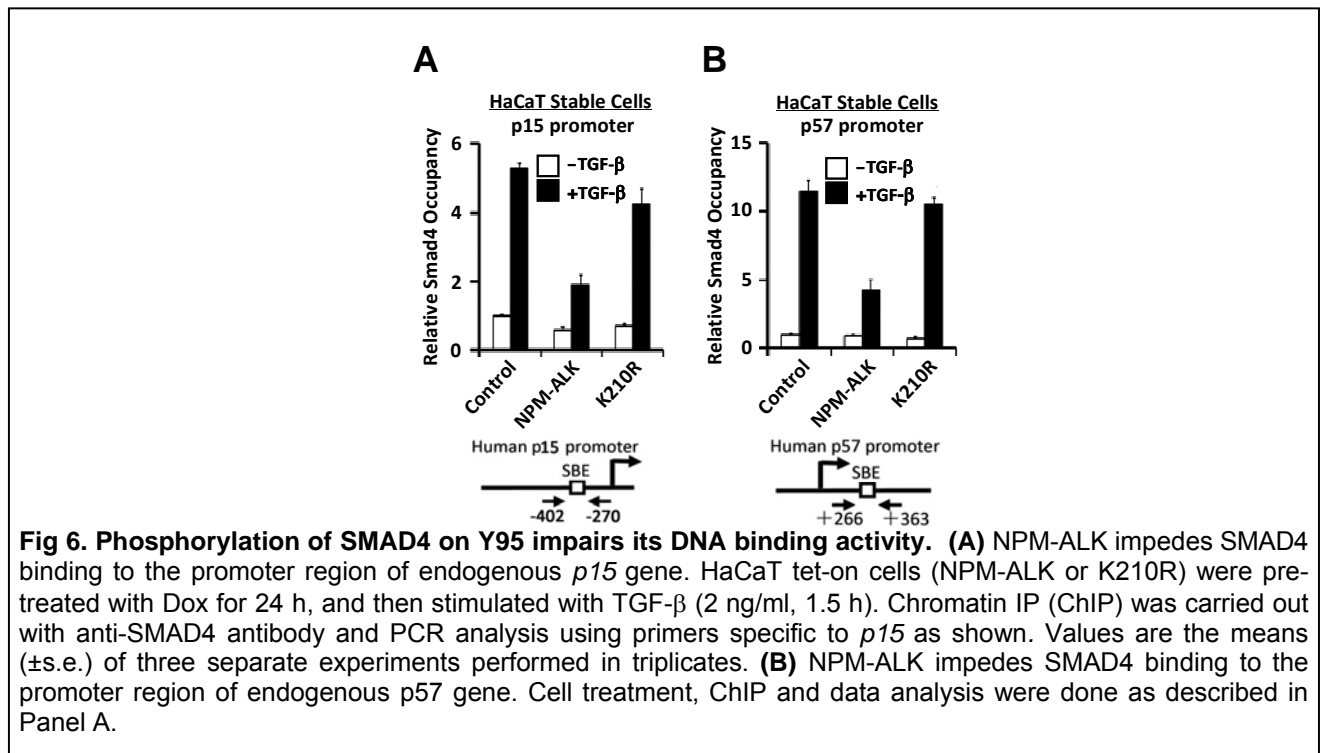 A
B
HaCaT Stable Cells
p15 promoter
Relative Smad4 Occupancy
6
4
2
0
−TGF-β
+TGF-β
Control
NPM-ALK
K210R
Human p15 promoter
SBE
-402
-270
HaCaT Stable Cells
p57 promoter
Relative Smad4 Occupancy
15
10
5
0
−TGF-β
+TGF-β
Control
NPM-ALK
K210R
Human p57 promoter
SBE
+266
+363
Fig 6. Phosphorylation of SMAD4 on Y95 impairs its DNA binding activity. (A) NPM-ALK impedes SMAD4
binding to the promoter region of endogenous p15 gene. HaCaT tet-on cells (NPM-ALK or K210R) were pre-
treated with Dox for 24 h, and then stimulated with TGF-β (2 ng/ml, 1.5 h). Chromatin IP (ChIP) was carried out
with anti-SMAD4 antibody and PCR analysis using primers specific to p15 as shown. Values are the means
(±s.e.) of three separate experiments performed in triplicates. (B) NPM-ALK impedes SMAD4 binding to the
promoter region of endogenous p57 gene. Cell treatment, ChIP and data analysis were done as described in
Panel A.